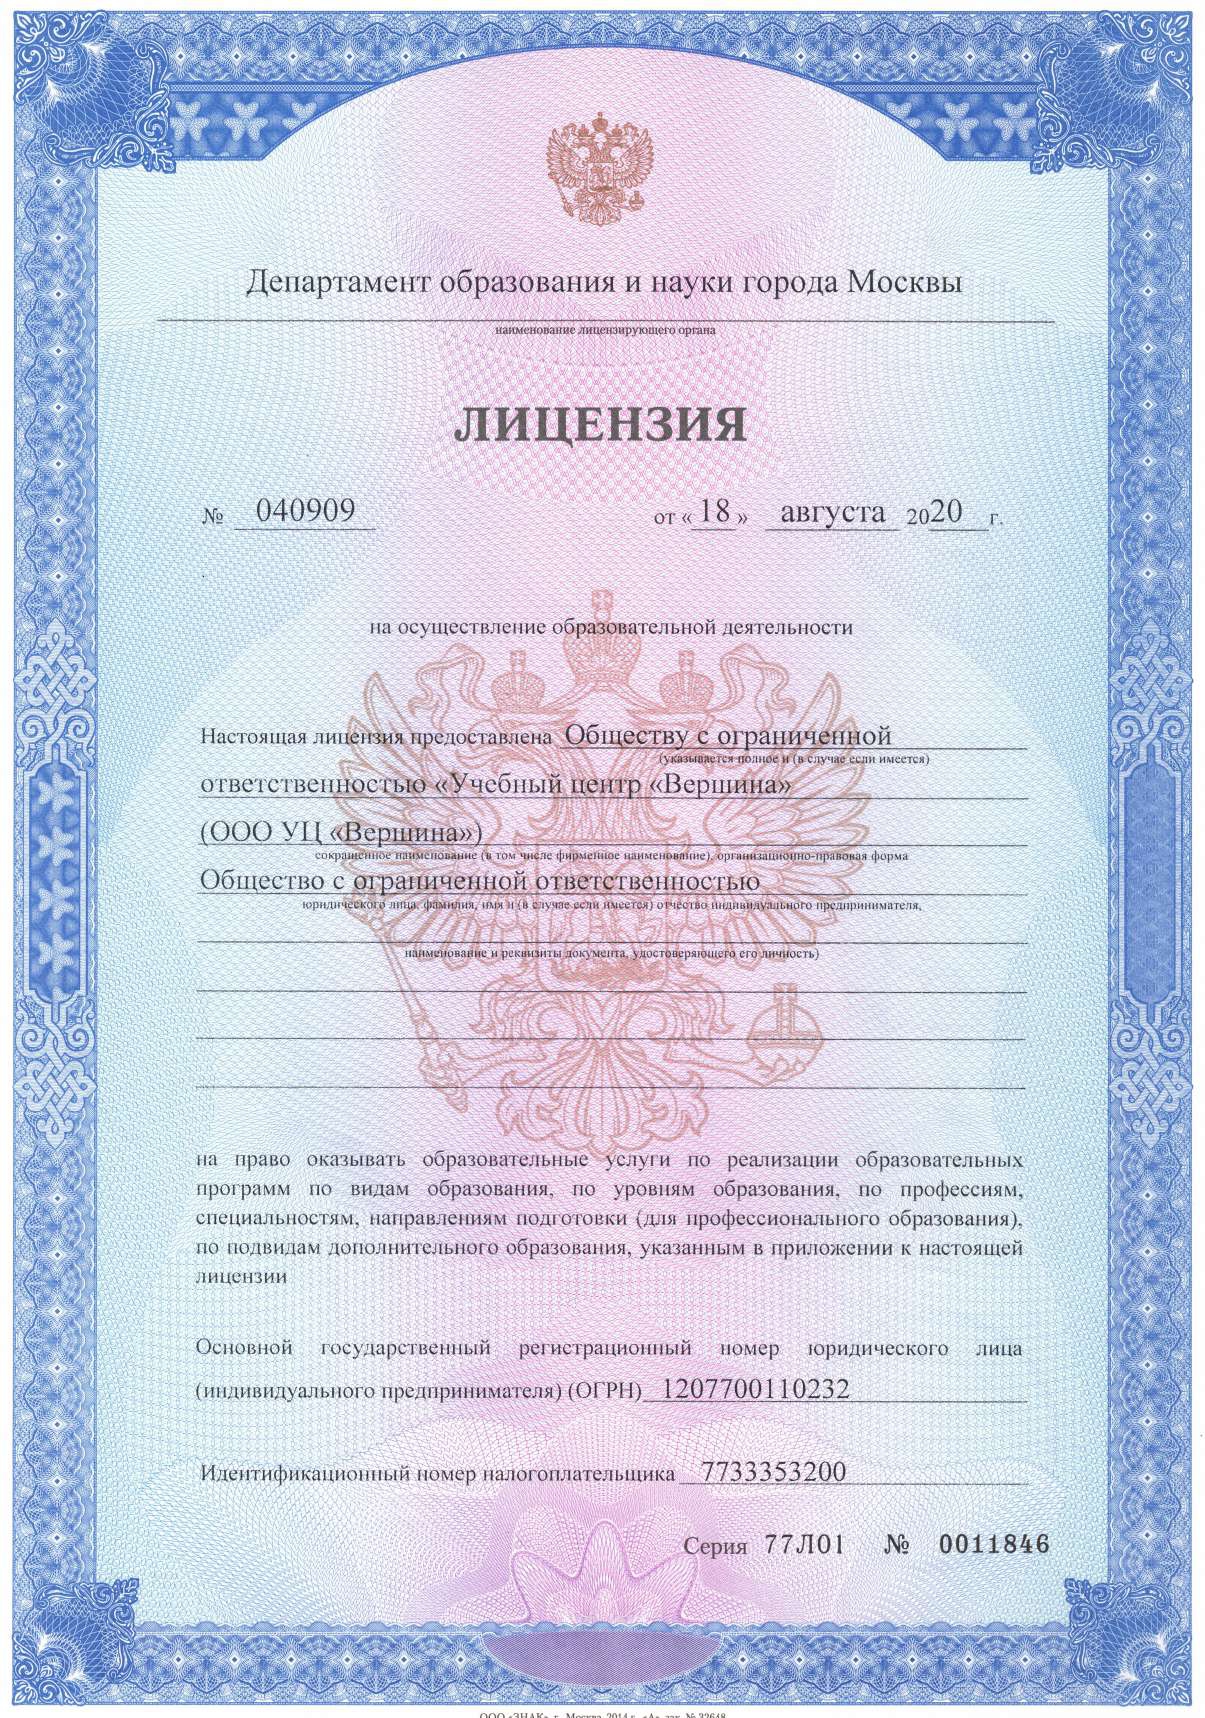 Департамент образования и науки города Москвы
наименование лицензирующего органа
ЛИЦЕНЗИЯ
№ 040909 от «18» августа 2020 г.
на осуществление образовательной деятельности
Настоящая лицензия предоставлена Обществу с ограниченной
(указывается полное и (в случае если имеется)
ответственностью «Учебный центр «Вершина»
(ООО УЦ «Вершина»)
сокращенное наименование (в том числе фирменное наименование), организационно-правовая форма
Общество с ограниченной ответственностью
юридического лица, фамилия, имя и (в случае если имеется) отчество индивидуального предпринимателя,
наименование и реквизиты документа, удостоверяющего его личность)
на право оказывать образовательные услуги по реализации образовательных
программ по видам образования, по уровням образования, по профессиям,
специальностям, направлениям подготовки (для профессионального образования),
по подвидам дополнительного образования, указанным в приложении к настоящей
лицензии
Основной государственный регистрационный номер юридического лица
(индивидуального предпринимателя) (ОГРН) 1207700110232
Идентификационный номер налогоплательщика 7733353200
Серия 77Л01 № 0011846
ООО «ЗНАК», г. Москва, 2014 г., «А», зак. № 32648